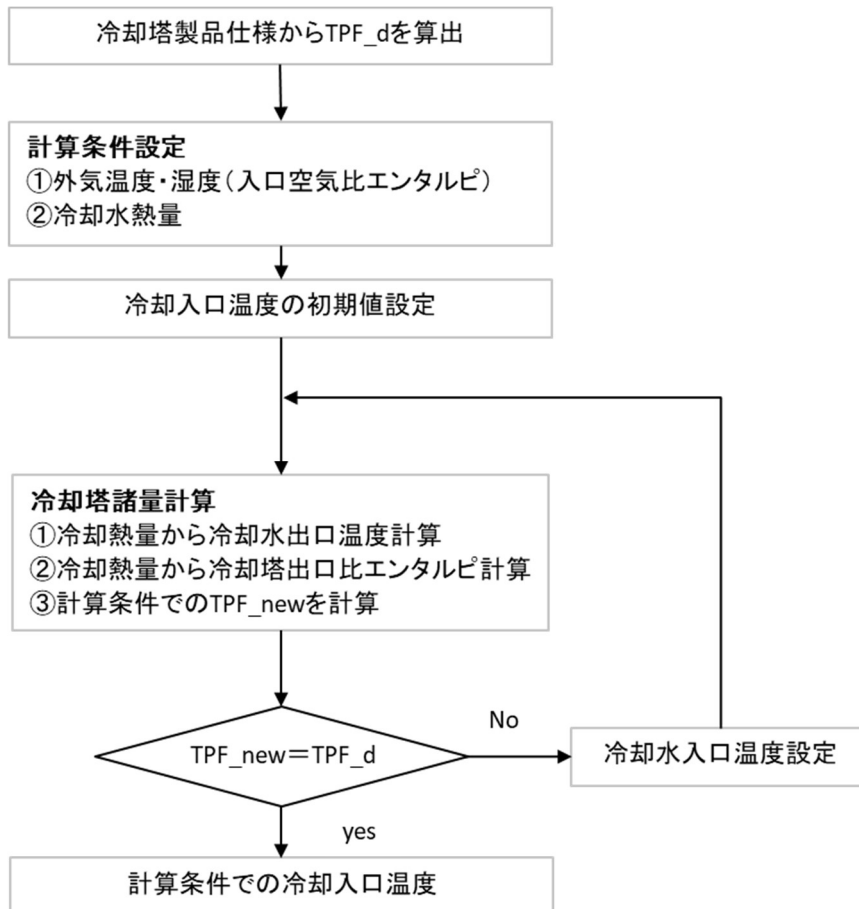 冷却塔製品仕様からTPF_dを算出
計算条件設定
①外気温度・湿度(入口空気比エンタルピ)
②冷却水熱量
冷却入口温度の初期値設定
冷却塔諸量計算
①冷却熱量から冷却水出口温度計算
②冷却熱量から冷却塔出口比エンタルピ計算
③計算条件でのTPF_newを計算
TPF_new=TPF_d
No
冷却水入口温度設定
yes
計算条件での冷却入口温度